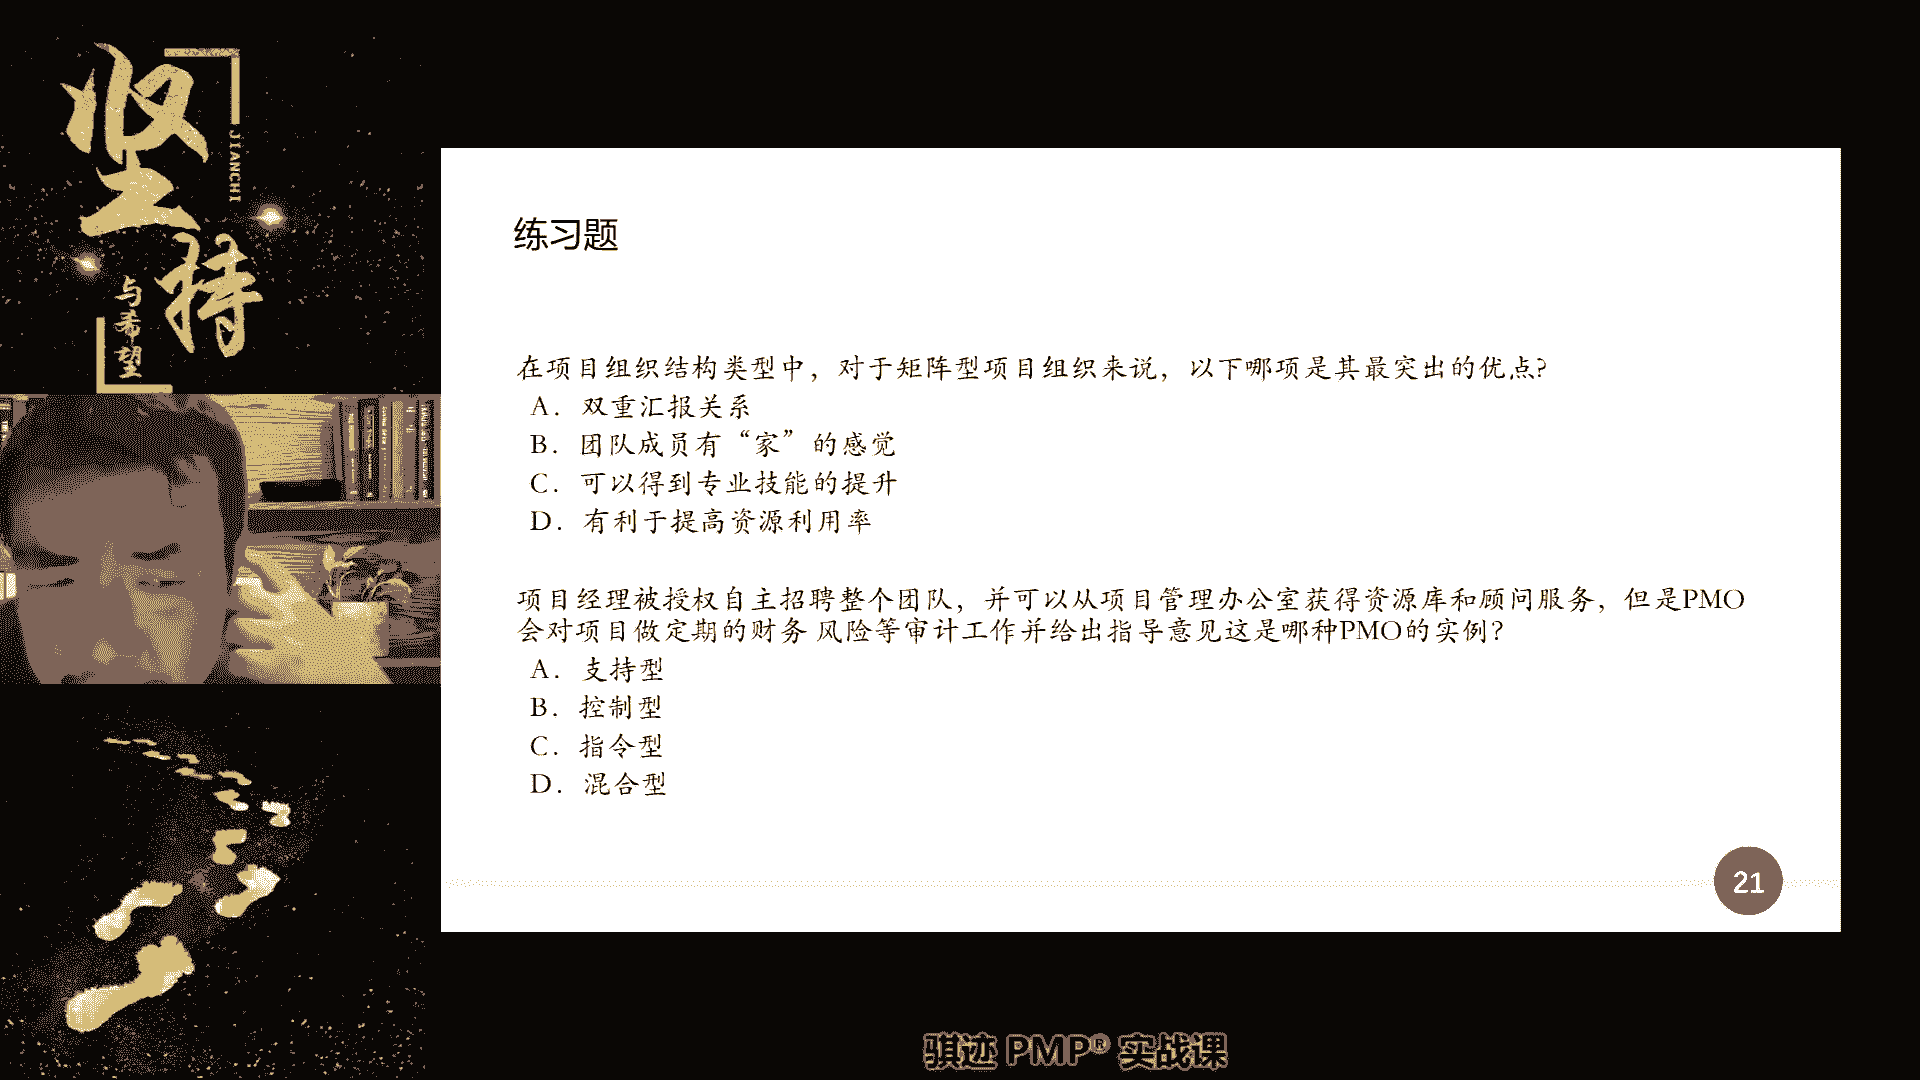 坚持
JIANCHI
与希望
练习题
在项目组织结构类型中，对于矩阵型项目组织来说，以下哪项是其最突出的优点?
A. 双重汇报关系
B. 团队成员有“家”的感觉
C. 可以得到专业技能的提升
D. 有利于提高资源利用率
项目经理被授权自主招聘整个团队，并可以从项目管理办公室获得资源库和顾问服务，但是PMO
会对项目做定期的财务 风险等审计工作并给出指导意见这是哪种PMO的实例?
A. 支持型
B. 控制型
C. 指令型
D. 混合型
21
骐迹 PMP® 实战课